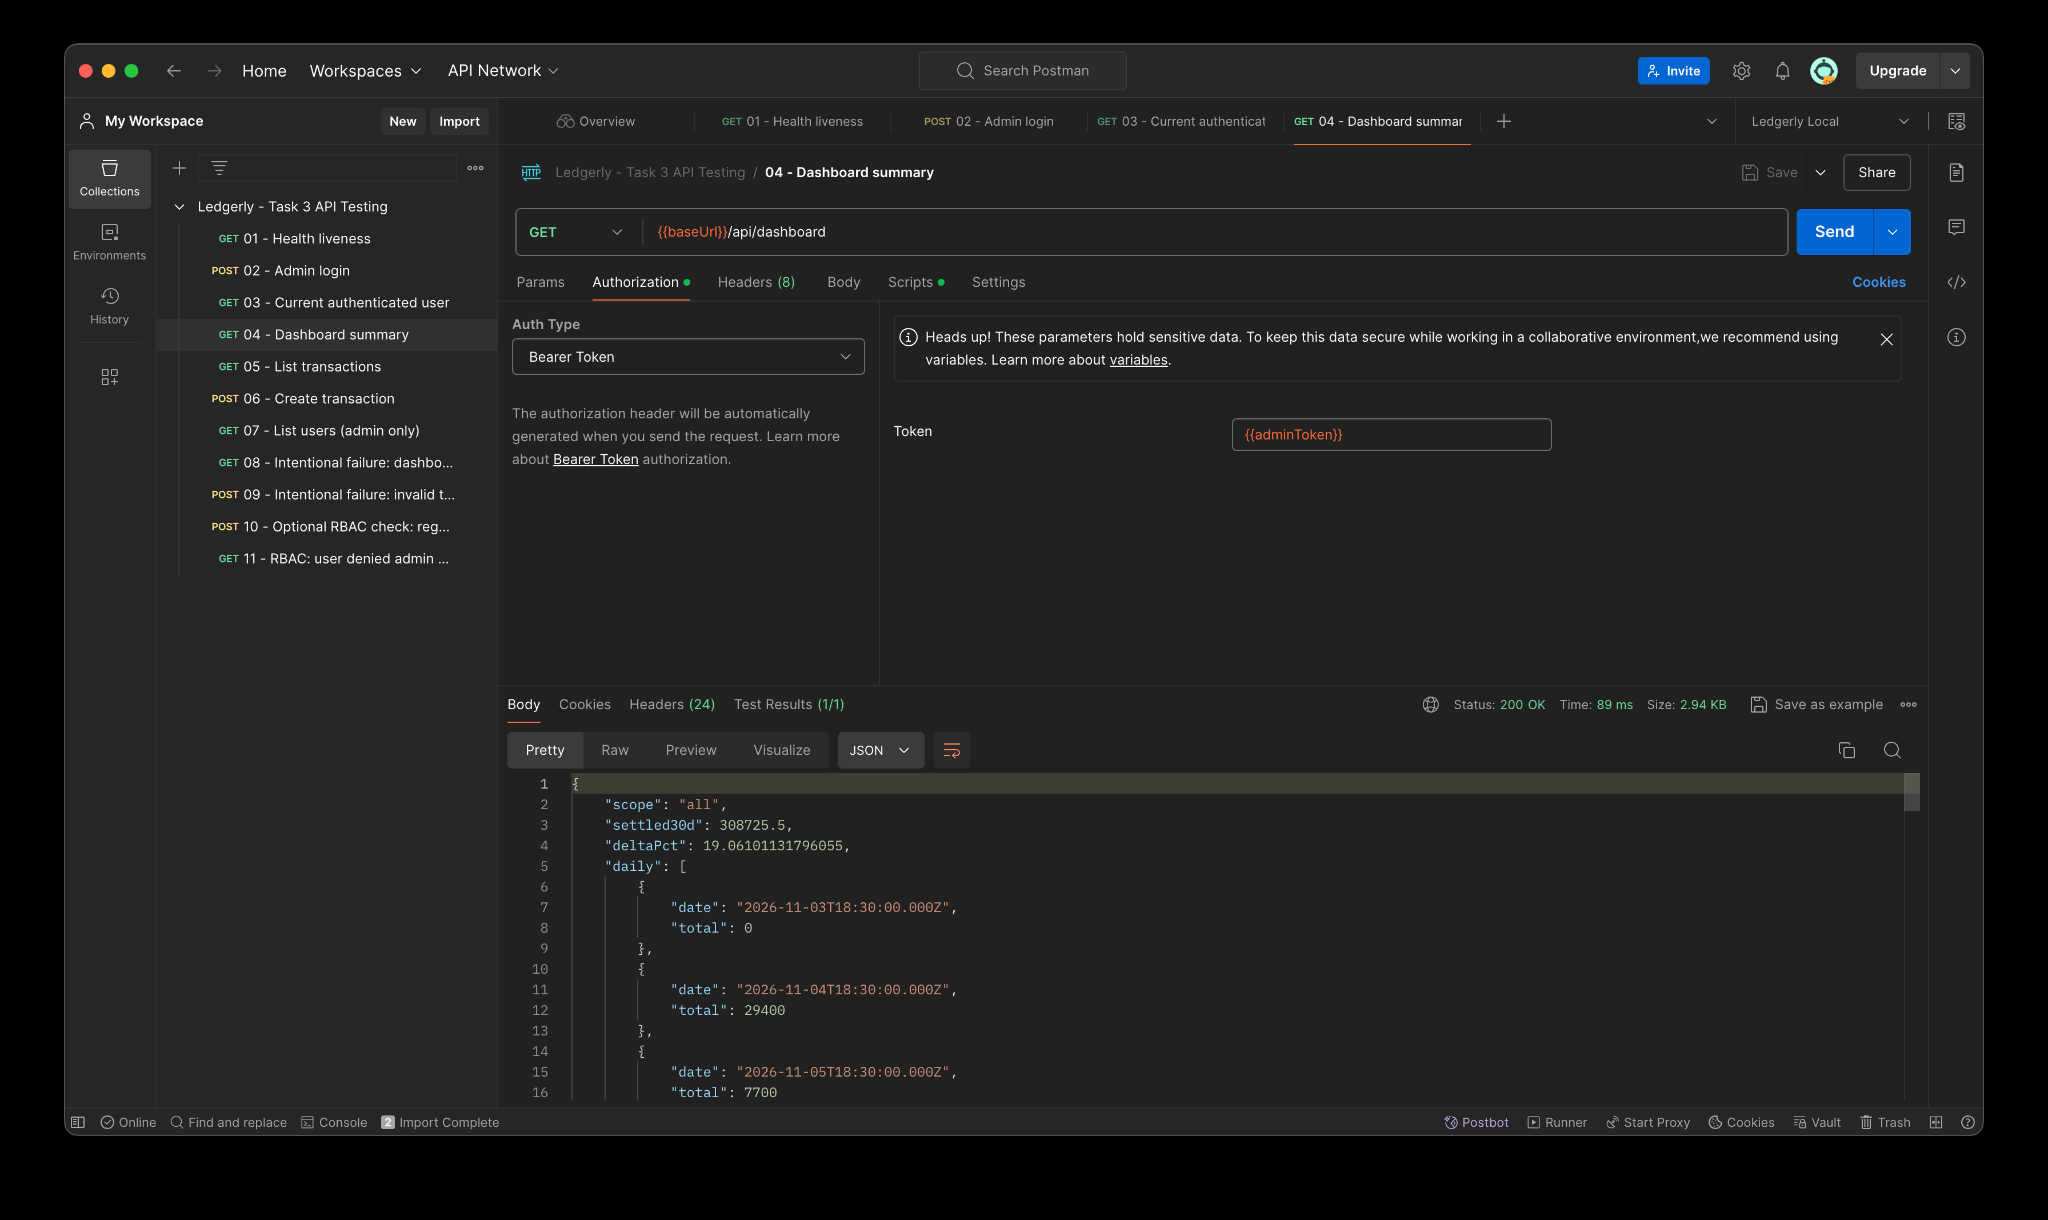 Home Workspaces API Network Search Postman Invite Upgrade
My Workspace New Import Overview GET 01 - Health liveness POST 02 - Admin login GET 03 - Current authenticat GET 04 - Dashboard summar Ledgerly Local
Collections
Environments
History
Ledgerly - Task 3 API Testing
GET 01 - Health liveness
POST 02 - Admin login
GET 03 - Current authenticated user
GET 04 - Dashboard summary
GET 05 - List transactions
POST 06 - Create transaction
GET 07 - List users (admin only)
GET 08 - Intentional failure: dashbo...
POST 09 - Intentional failure: invalid t...
POST 10 - Optional RBAC check: reg...
GET 11 - RBAC: user denied admin ...
HTTP Ledgerly - Task 3 API Testing / 04 - Dashboard summary Save Share
GET {{baseUrl}}/api/dashboard Send
Params Authorization Headers (8) Body Scripts Settings Cookies
Auth Type
Bearer Token
The authorization header will be automatically
generated when you send the request. Learn more
about Bearer Token authorization.
Heads up! These parameters hold sensitive data. To keep this data secure while working in a collaborative environment,we recommend using
variables. Learn more about variables.
Token {{adminToken}}
Body Cookies Headers (24) Test Results (1/1) Status: 200 OK Time: 89 ms Size: 2.94 KB Save as example
Pretty Raw Preview Visualize JSON
1 {
2 "scope": "all",
3 "settled30d": 308725.5,
4 "deltaPct": 19.06101131796055,
5 "daily": [
6 {
7 "date": "2026-11-03T18:30:00.000Z",
8 "total": 0
9 },
10 {
11 "date": "2026-11-04T18:30:00.000Z",
12 "total": 29400
13 },
14 {
15 "date": "2026-11-05T18:30:00.000Z",
16 "total": 7700
Online Find and replace Console 2 Import Complete Postbot Runner Start Proxy Cookies Vault Trash